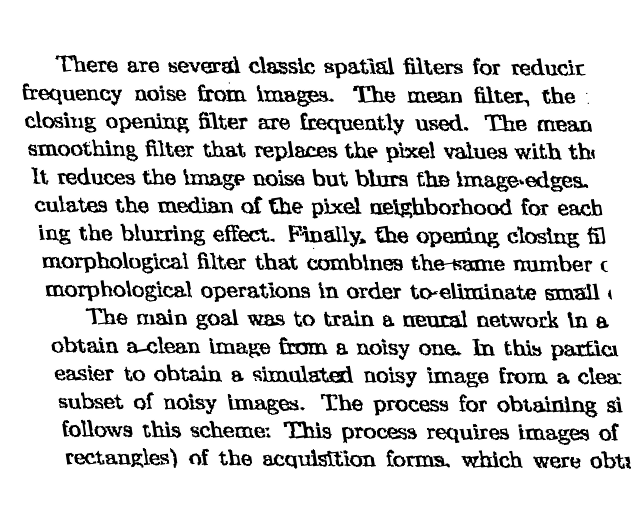 There are several classic spatial filters for reducin
frequency noise from images. The mean filter, the
closing opening filter are frequently used. The mean
smoothing filter that replaces the pixel values with the
It reduces the image noise but blurs the image edges.
culates the median of the pixel neighborhood for each
ing the blurring effect. Finally, the opening closing fil
morphological filter that combines the same number
morphological operations in order to eliminate small
The main goal was to train a neural network in a
obtain a clean image from a noisy one. In this particu
easier to obtain a simulated noisy image from a clea
subset of noisy images. The process for obtaining si
follows this scheme: This process requires images of
rectangles) of the acquisition forms, which were obta